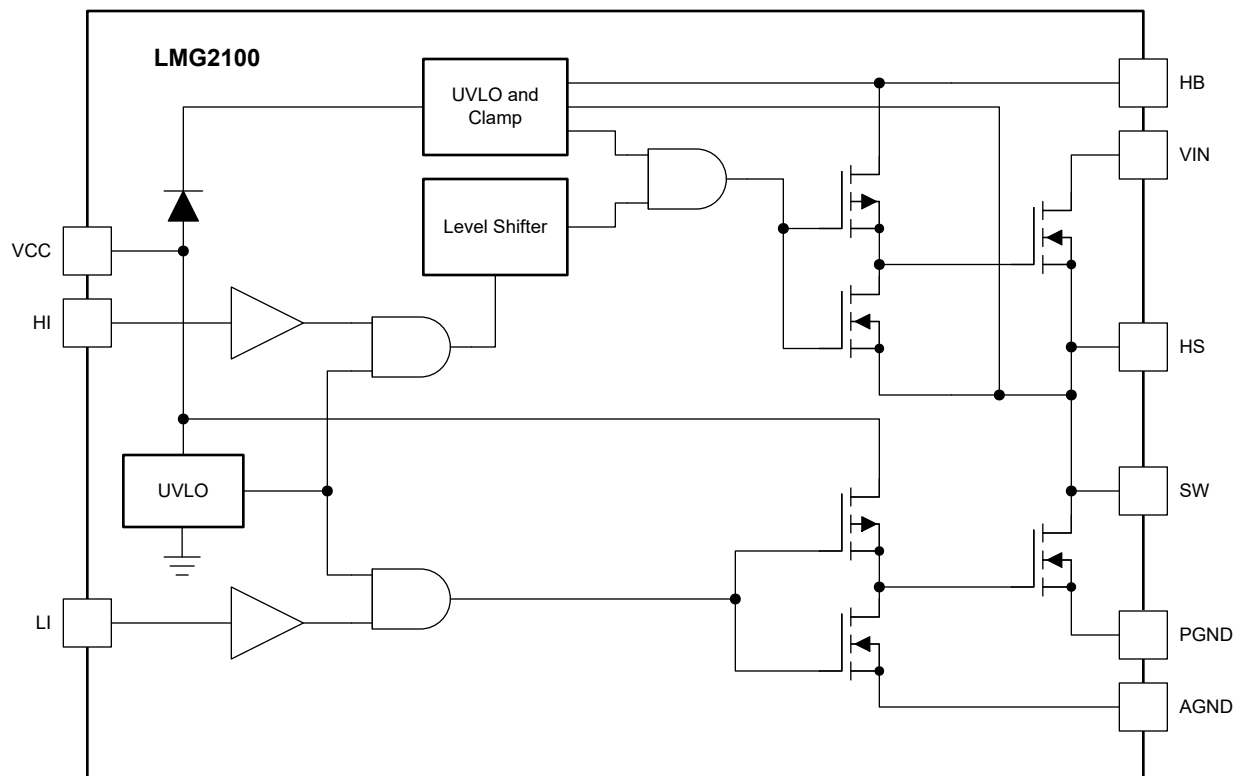 LMG2100
UVLO and
Clamp
HB
VIN
Level Shifter
VCC
HI
HS
UVLO
SW
LI
PGND
AGND